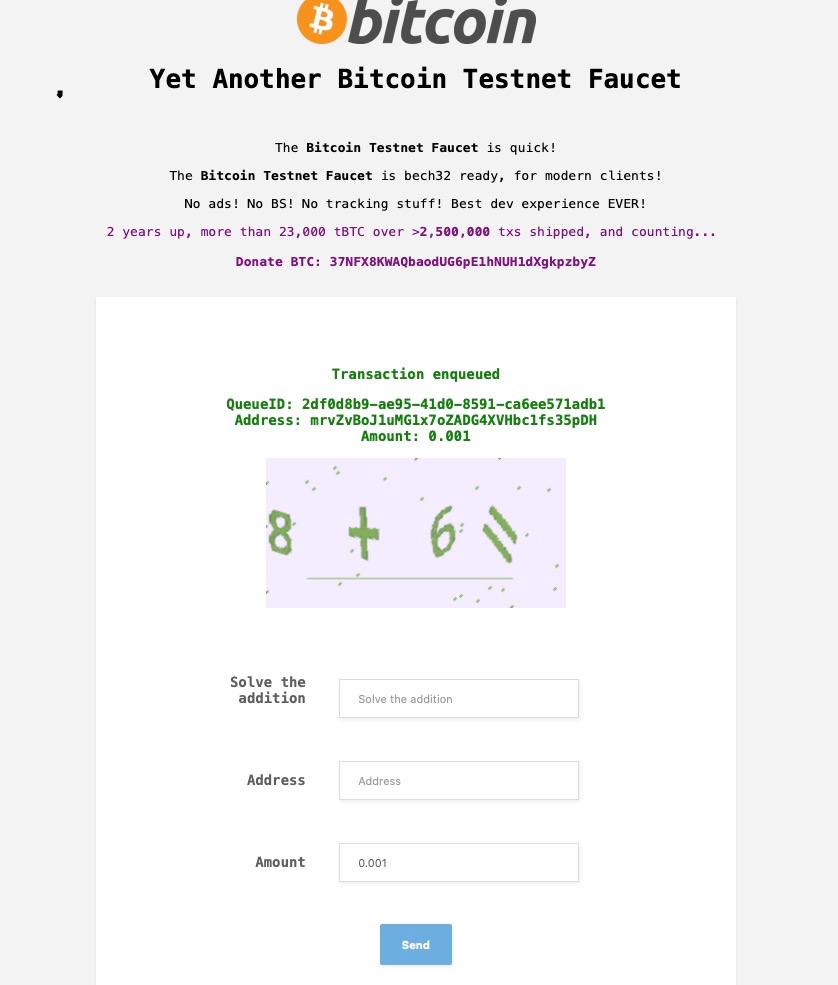 bitcoin
Yet Another Bitcoin Testnet Faucet
The Bitcoin Testnet Faucet is quick!
The Bitcoin Testnet Faucet is bech32 ready, for modern clients!
No ads! No BS! No tracking stuff! Best dev experience EVER!
2 years up, more than 23,000 tBTC over >2,500,000 txs shipped, and counting...
Donate BTC: 37NFX8KWAQbaodUG6pE1hNUH1dXgkpzbyZ
Transaction enqueued
QueueID: 2df0d8b9-ae95-41d0-8591-ca6ee571adb1
Address: mrvZvBoJ1uMG1x7oZADG4XVHbc1fs35pDH
Amount: 0.001
8 + 6 =
Solve the
addition
Solve the addition
Address
Address
Amount
0.001
Send